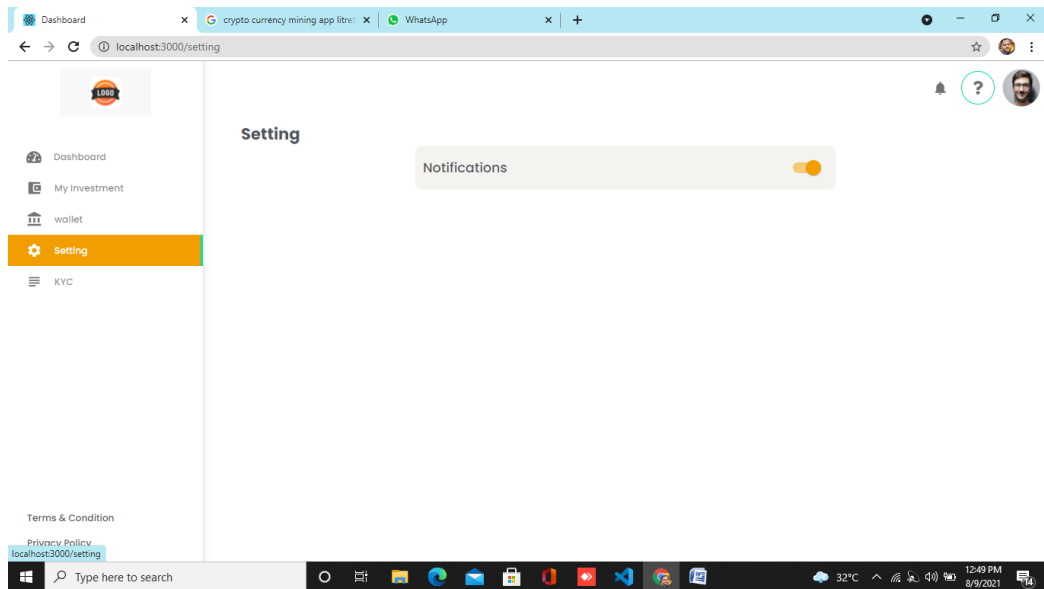 Dashboard
crypto currency mining app litret
WhatsApp
localhost:3000/setting
LOGO
?
Setting
Notifications
Dashboard
My Investment
wallet
Setting
KYC
Terms & Condition
Privacy Policy
localhost:3000/setting
Type here to search
32°C
12:49 PM
8/9/2021
14